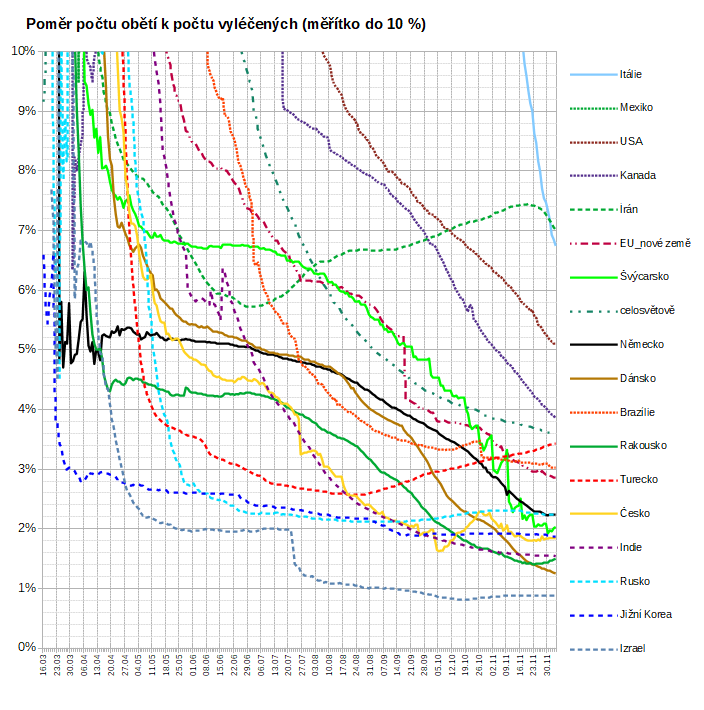 Poměr počtu obětí k počtu vyléčených (měřítko do 10 %)
10%
9%
8%
7%
6%
5%
4%
3%
2%
1%
0%
Itálie
Mexiko
USA
Kanada
Írán
EU_nové země
Švýcarsko
celosvětově
Německo
Dánsko
Brazílie
Rakousko
Turecko
Česko
Indie
Rusko
Jižní Korea
Izrael
16.03
23.03
30.03
06.04
13.04
20.04
27.04
04.05
11.05
18.05
25.05
01.06
08.06
15.06
22.06
29.06
06.07
13.07
20.07
27.07
03.08
10.08
17.08
24.08
31.08
07.09
14.09
21.09
28.09
05.10
12.10
19.10
26.10
02.11
09.11
16.11
23.11
30.11